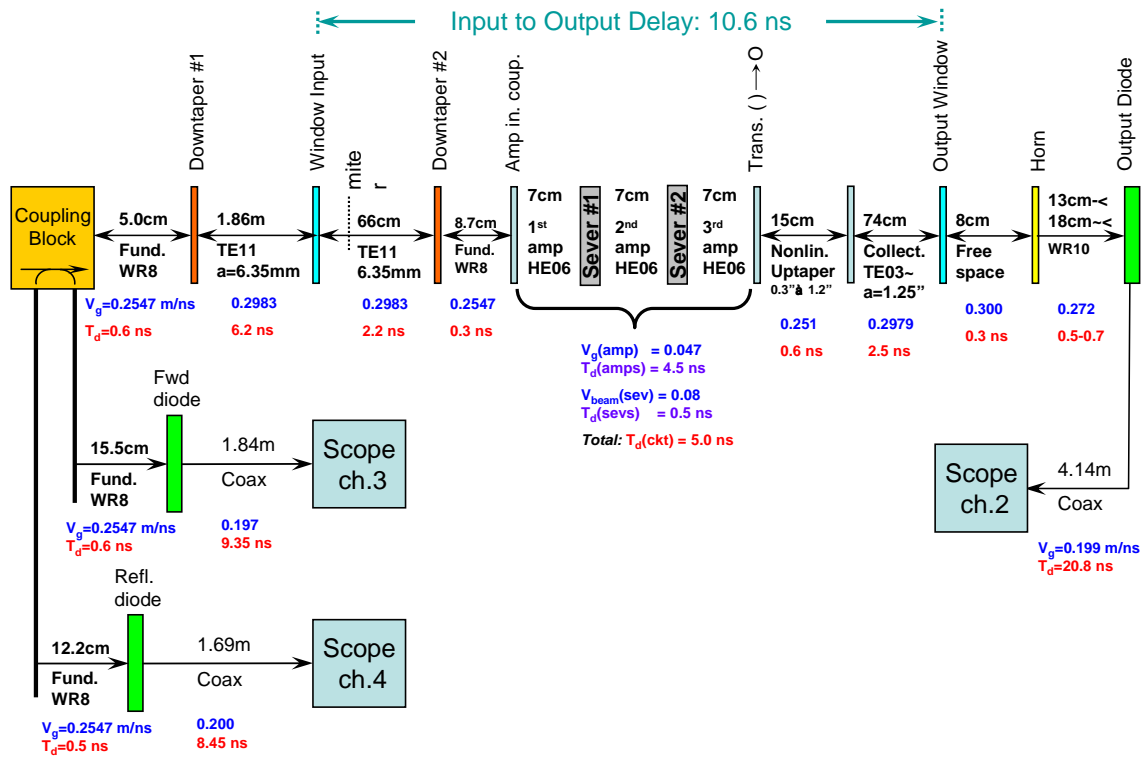 Input to Output Delay: 10.6 ns
Downtaper #1
Window Input
mite
r
Downtaper #2
Amp in. coup.
Trans. ( ) → O
Output Window
Horn
Output Diode
Coupling
Block
5.0cm
Fund.
WR8
Vg=0.2547 m/ns
Td=0.6 ns
1.86m
TE11
a=6.35mm
0.2983
6.2 ns
66cm
TE11
6.35mm
0.2983
2.2 ns
8.7cm
Fund.
WR8
0.2547
0.3 ns
7cm
1st
amp
HE06
Sever #1
7cm
2nd
amp
HE06
Sever #2
7cm
3rd
amp
HE06
Vg(amp) = 0.047
Td(amps) = 4.5 ns
Vbeam(sev) = 0.08
Td(sevs) = 0.5 ns
Total: Td(ckt) = 5.0 ns
15cm
Nonlin.
Uptaper
0.3”à 1.2”
0.251
0.6 ns
74cm
Collect.
TE03~
a=1.25”
0.2979
2.5 ns
8cm
Free
space
0.300
0.3 ns
13cm-<
18cm~<
WR10
0.272
0.5-0.7
Fwd
diode
15.5cm
Fund.
WR8
Vg=0.2547 m/ns
Td=0.6 ns
1.84m
Coax
0.197
9.35 ns
Scope
ch.3
Scope
ch.2
4.14m
Coax
Vg=0.199 m/ns
Td=20.8 ns
Refl.
diode
12.2cm
Fund.
WR8
Vg=0.2547 m/ns
Td=0.5 ns
1.69m
Coax
0.200
8.45 ns
Scope
ch.4